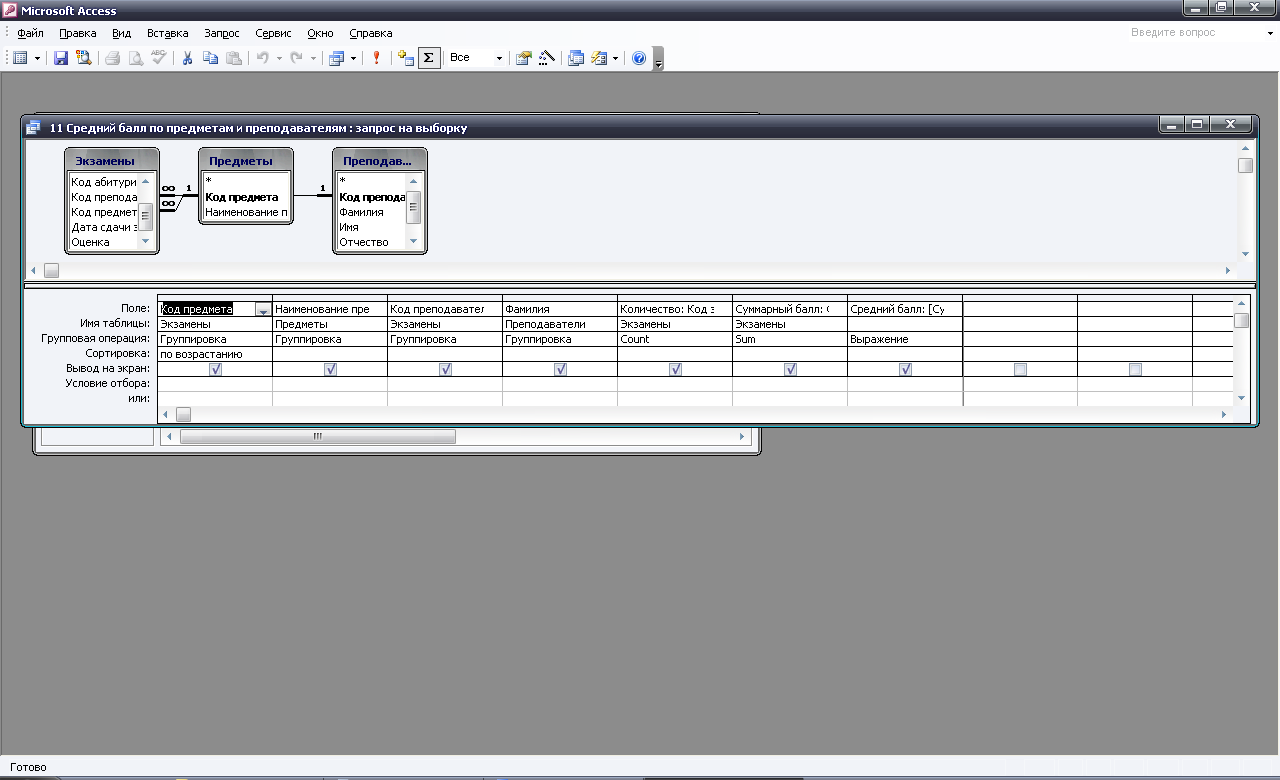 Microsoft Access
Файл Правка Вид Вставка Запрос Сервис Окно Справка Введите вопрос
Все
11 Средний балл по предметам и преподавателям : запрос на выборку
Экзамены Предметы Преподав...
Код абитури * *
Код препода Код предмета Код препода
Код предмет Наименование п Фамилия
Дата сдачи э Имя
Оценка Отчество
∞ 1 1
∞
Поле: Код предмета Наименование пре Код преподавател Фамилия Количество: Код э Суммарный балл: Средний балл: [Су
Имя таблицы: Экзамены Предметы Экзамены Преподаватели Экзамены Экзамены
Групповая операция: Группировка Группировка Группировка Группировка Count Sum Выражение
Сортировка: по возрастанию
Вывод на экран:
Условие отбора:
или:
Готово